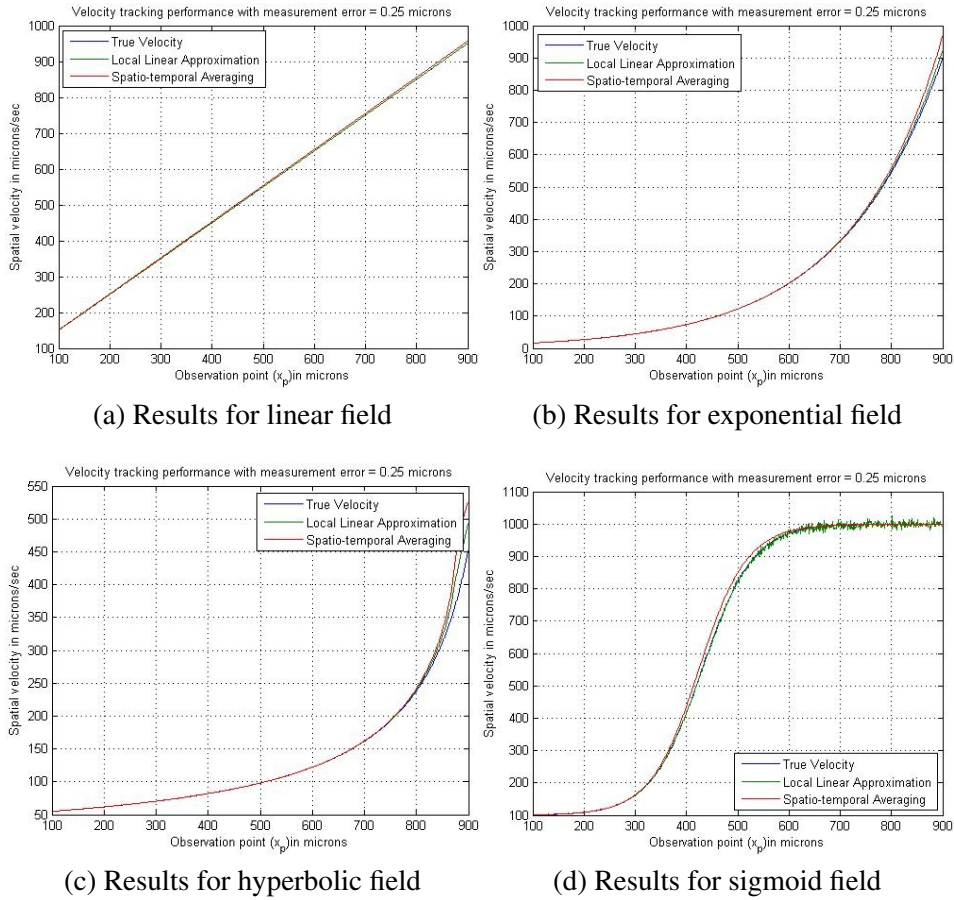 Velocity tracking performance with measurement error = 0.25 microns
1000
900
800
700
600
500
400
300
200
100
Spatial velocity in microns/sec
True Velocity
Local Linear Approximation
Spatio-temporal Averaging
100 200 300 400 500 600 700 800 900
Observation point (x_p)in microns
(a) Results for linear field
Velocity tracking performance with measurement error = 0.25 microns
1000
900
800
700
600
500
400
300
200
100
0
Spatial velocity in microns/sec
True Velocity
Local Linear Approximation
Spatio-temporal Averaging
100 200 300 400 500 600 700 800 900
Observation point (x_p)in microns
(b) Results for exponential field
Velocity tracking performance with measurement error = 0.25 microns
550
500
450
400
350
300
250
200
150
100
50
Spatial velocity in microns/sec
True Velocity
Local Linear Approximation
Spatio-temporal Averaging
100 200 300 400 500 600 700 800 900
Observation point (x_p)in microns
(c) Results for hyperbolic field
Velocity tracking performance with measurement error = 0.25 microns
1100
1000
900
800
700
600
500
400
300
200
100
Spatial velocity in microns/sec
True Velocity
Local Linear Approximation
Spatio-temporal Averaging
100 200 300 400 500 600 700 800 900
Observation point (x_p)in microns
(d) Results for sigmoid field